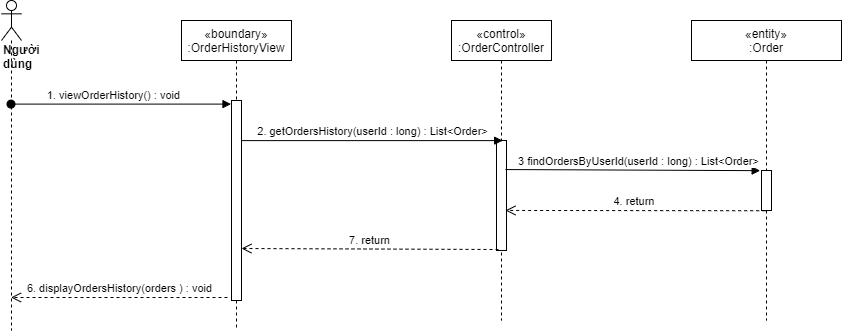 Người
dùng
«boundary»
:OrderHistoryView
«control»
:OrderController
«entity»
:Order
1. viewOrderHistory() : void
2. getOrdersHistory(userId : long) : List<Order>
3 findOrdersByUserId(userId : long) : List<Order>
4. return
7. return
6. displayOrdersHistory(orders ) : void